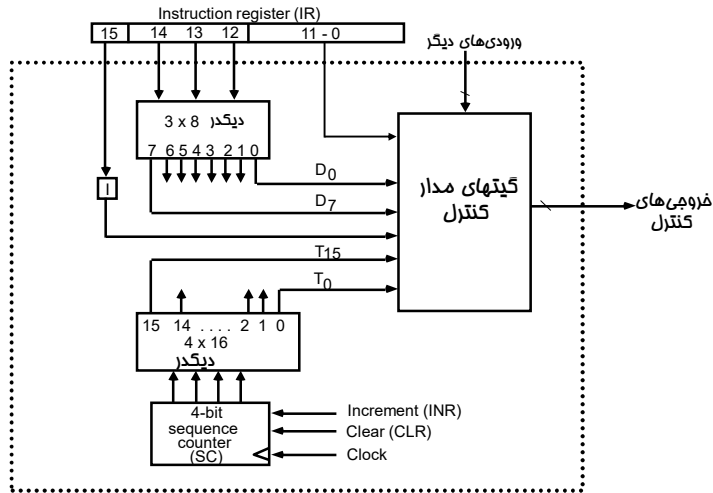 Instruction register (IR)
15 14 13 12 11 - 0
ورودی‌های دیگر
3 x 8 دیکدر
7 6 5 4 3 2 1 0
D0
I
D7
گیتهای مدار
کنترل
خروجی‌های
کنترل
T15
T0
15 14 . . . . 2 1 0
4 x 16
دیکدر
4-bit
sequence
counter
(SC)
Increment (INR)
Clear (CLR)
Clock